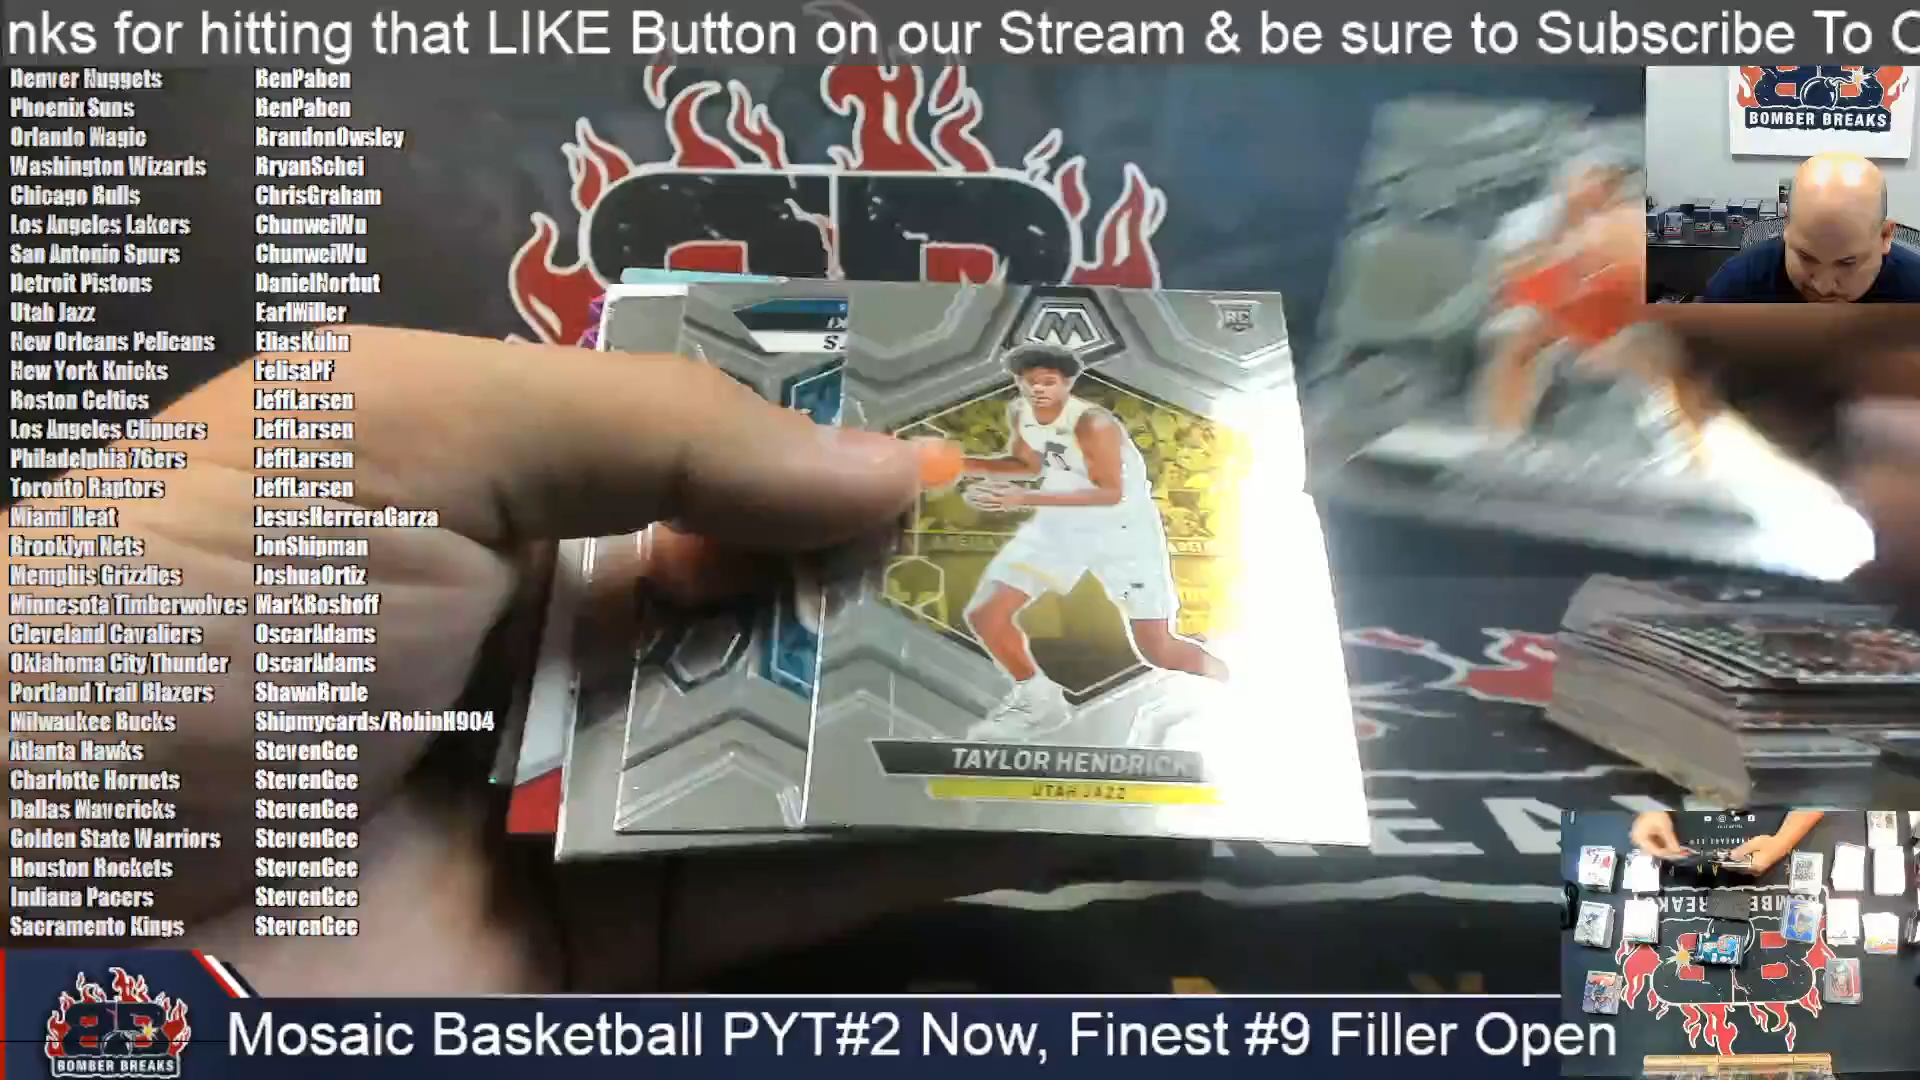 nks for hitting that LIKE Button on our Stream & be sure to Subscribe To
Denver Nuggets BenPaben
Phoenix Suns BenPaben
Orlando Magic BrandonOwsley
Washington Wizards BryanSchei
Chicago Bulls ChrisGraham
Los Angeles Lakers ChunweiWu
San Antonio Spurs ChunweiWu
Detroit Pistons DanielNorbut
Utah Jazz EarlMiller
New Orleans Pelicans EliasKuhn
New York Knicks FelisaPF
Boston Celtics JeffLarsen
Los Angeles Clippers JeffLarsen
Philadelphia 76ers JeffLarsen
Toronto Raptors JeffLarsen
Miami Heat JesusHerreraGarza
Brooklyn Nets JonShipman
Memphis Grizzlies JoshuaOrtiz
Minnesota Timberwolves MarkBoshoff
Cleveland Cavaliers OscarAdams
Oklahoma City Thunder OscarAdams
Portland Trail Blazers ShawnBrule
Milwaukee Bucks Shipmycards/RobinH904
Atlanta Hawks StevenGee
Charlotte Hornets StevenGee
Dallas Mavericks StevenGee
Golden State Warriors StevenGee
Houston Rockets StevenGee
Indiana Pacers StevenGee
Sacramento Kings StevenGee
BOMBER BREAKS
RC
M
TAYLOR HENDRICK
UTAH JAZZ
BOMBER BREAKS
Mosaic Basketball PYT#2 Now, Finest #9 Filler Open